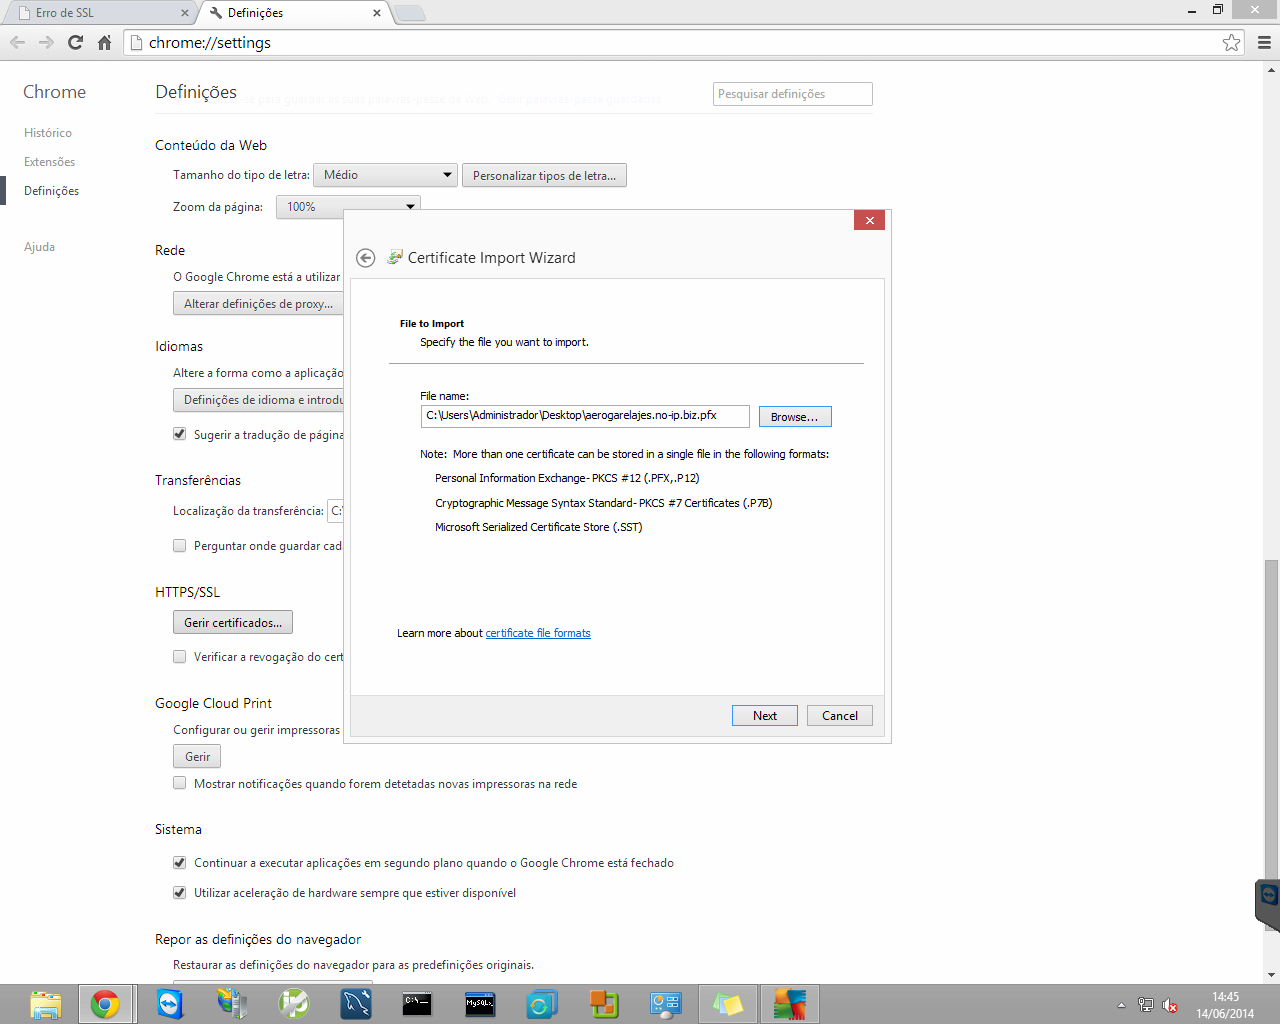 Erro de SSL
Definições
chrome://settings
Chrome
Histórico
Extensões
Definições
Ajuda
Definições
Pesquisar definições
Conteúdo da Web
Tamanho do tipo de letra: Médio Personalizar tipos de letra...
Zoom da página: 100%
Rede
O Google Chrome está a utilizar
Alterar definições de proxy...
Idiomas
Altere a forma como a aplicação
Definições de idioma e introdu
Sugerir a tradução de página
Transferências
Localização da transferência: C:
Perguntar onde guardar cad
HTTPS/SSL
Gerir certificados...
Verificar a revogação do cert
Google Cloud Print
Configurar ou gerir impressoras
Gerir
Mostrar notificações quando forem detetadas novas impressoras na rede
Sistema
Continuar a executar aplicações em segundo plano quando o Google Chrome está fechado
Utilizar aceleração de hardware sempre que estiver disponível
Repor as definições do navegador
Restaurar as definições do navegador para as predefinições originais.
Certificate Import Wizard
File to Import
Specify the file you want to import.
File name:
C:\Users\Administrador\Desktop\aerogarelajes.no-ip.biz.pfx Browse...
Note: More than one certificate can be stored in a single file in the following formats:
Personal Information Exchange- PKCS #12 (.PFX,.P12)
Cryptographic Message Syntax Standard- PKCS #7 Certificates (.P7B)
Microsoft Serialized Certificate Store (.SST)
Learn more about certificate file formats
Next Cancel
C:\_
MySQL
14:45
14/06/2014